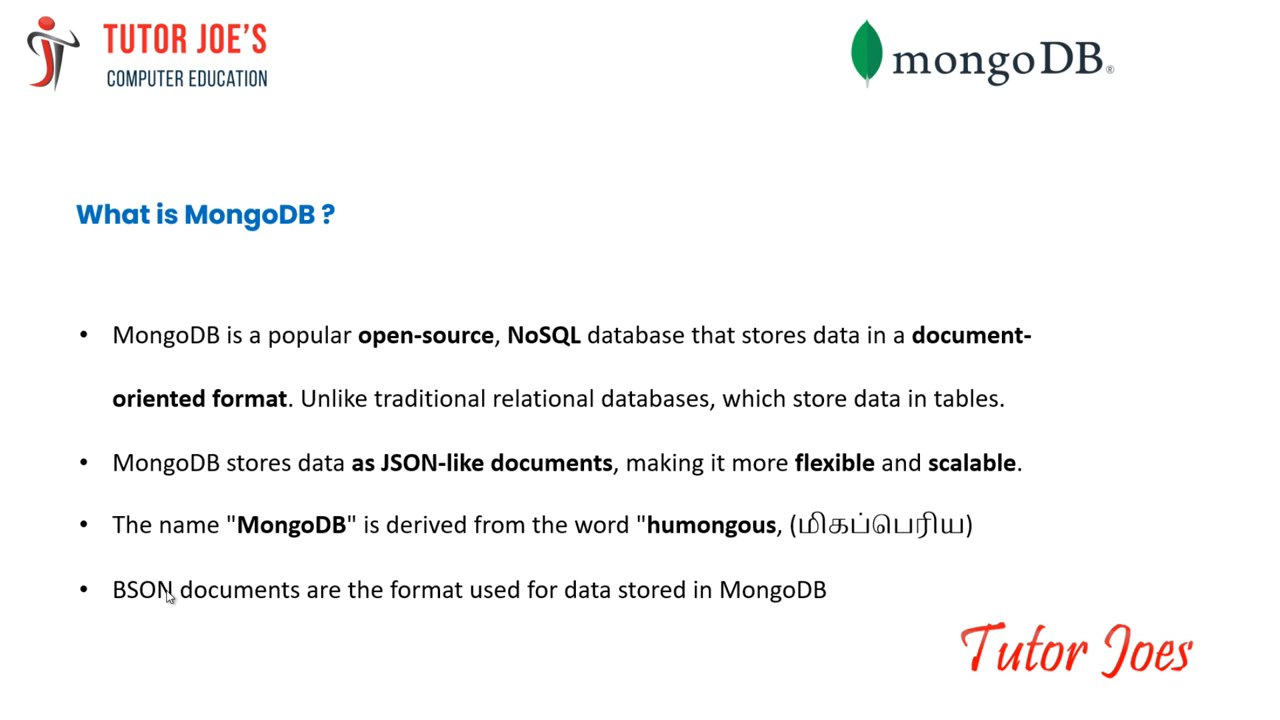 TUTOR JOE'S
COMPUTER EDUCATION
mongoDB®
What is MongoDB ?
• MongoDB is a popular open-source, NoSQL database that stores data in a document-
oriented format. Unlike traditional relational databases, which store data in tables.
• MongoDB stores data as JSON-like documents, making it more flexible and scalable.
• The name "MongoDB" is derived from the word "humongous, (மிகப்பெரிய)
• BSON documents are the format used for data stored in MongoDB
Tutor Joes